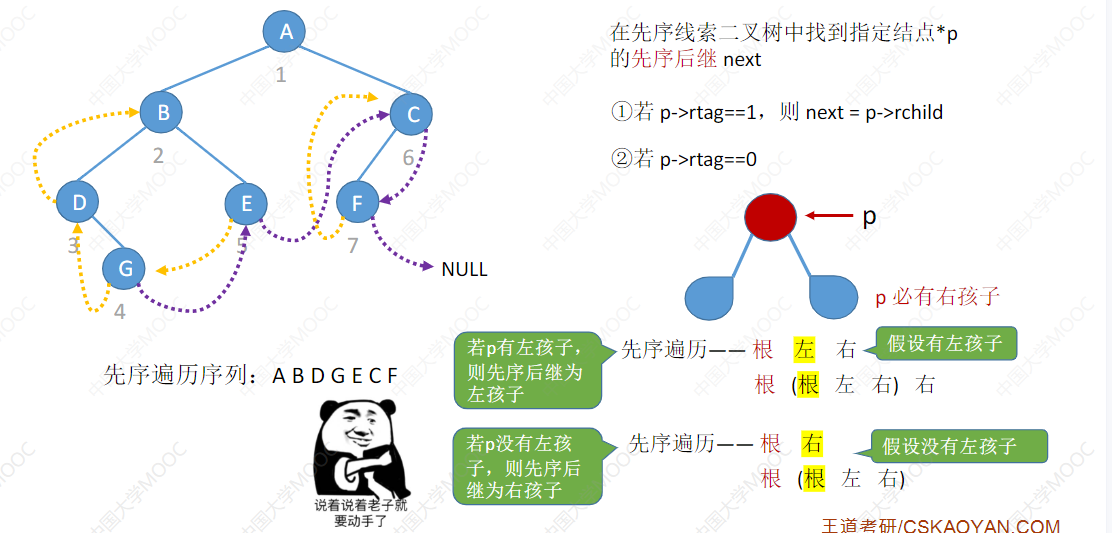 A
1
B
2
C
6
D
3
E
5
F
7
G
4
NULL
先序遍历序列：A B D G E C F
说着说着老子就
要动手了
在先序线索二叉树中找到指定结点*p
的先序后继 next
①若 p->rtag==1，则 next = p->rchild
②若 p->rtag==0
p
p 必有右孩子
若p有左孩子，
则先序后继为
左孩子
先序遍历—— 根 左 右
假设有左孩子
根 (根 左 右) 右
若p没有左孩
子，则先序后
继为右孩子
先序遍历—— 根 右
假设没有左孩子
根 (根 左 右)
王道考研/CSKAOYAN.COM
中国大学MOOC